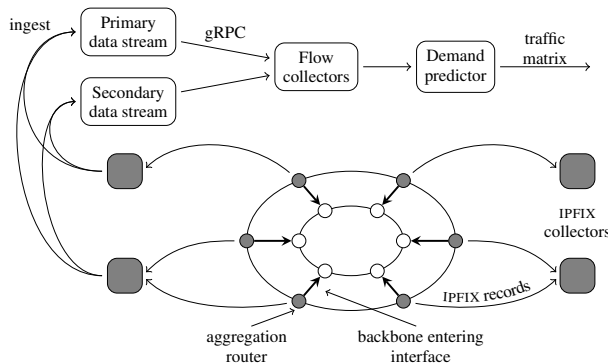 ingest
Primary
data stream
gRPC
Flow
collectors
Demand
predictor
traffic
matrix
Secondary
data stream
IPFIX
collectors
IPFIX records
aggregation
router
backbone entering
interface